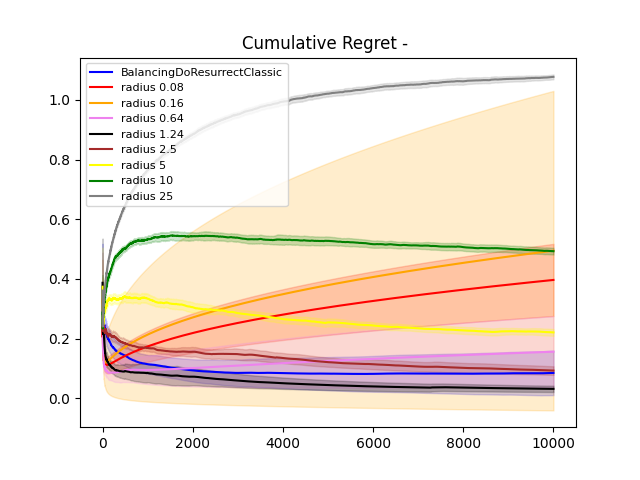 Cumulative Regret -
BalancingDoResurrectClassic
radius 0.08
radius 0.16
radius 0.64
radius 1.24
radius 2.5
radius 5
radius 10
radius 25
1.0
0.8
0.6
0.4
0.2
0.0
0 2000 4000 6000 8000 10000